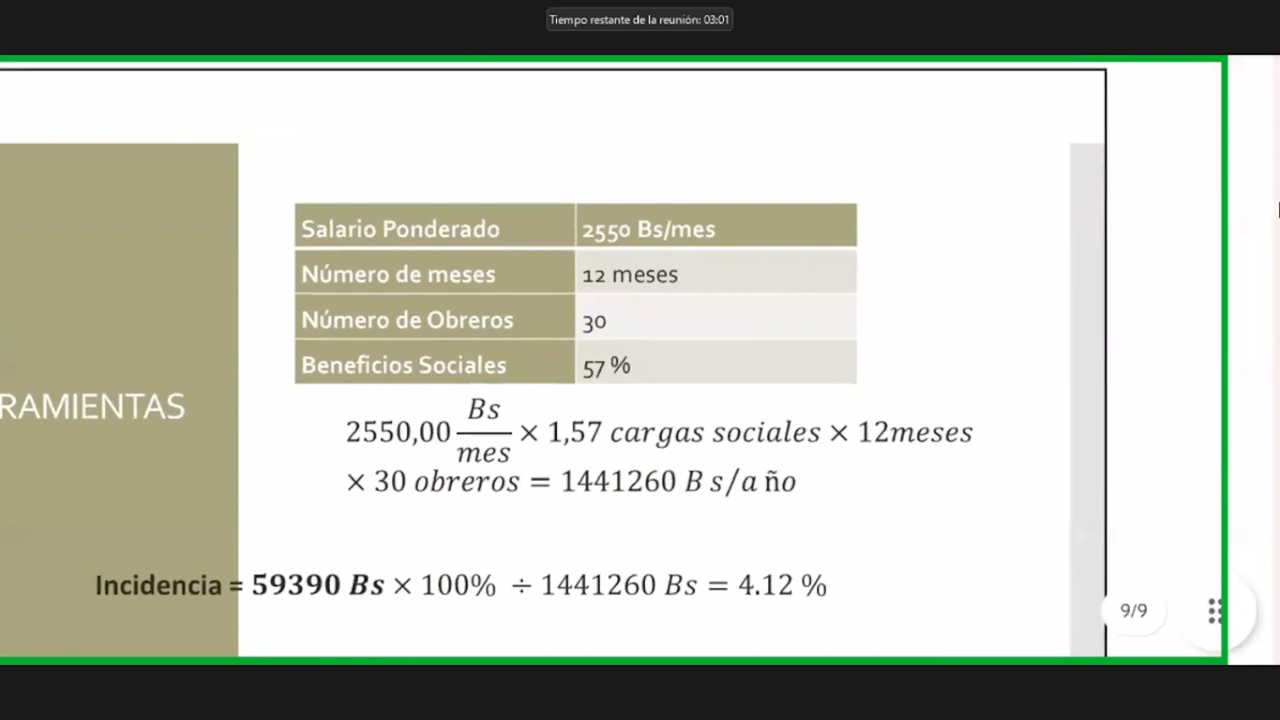 Tiempo restante de la reunión: 03:01
Salario Ponderado 2550 Bs/mes
Número de meses 12 meses
Número de Obreros 30
Beneficios Sociales 57 %
RAMIENTAS
2550,00 Bs/mes × 1,57 cargas sociales × 12meses
× 30 obreros = 1441260 B s/a ño
Incidencia = 59390 Bs × 100% ÷ 1441260 Bs = 4.12 %
9/9